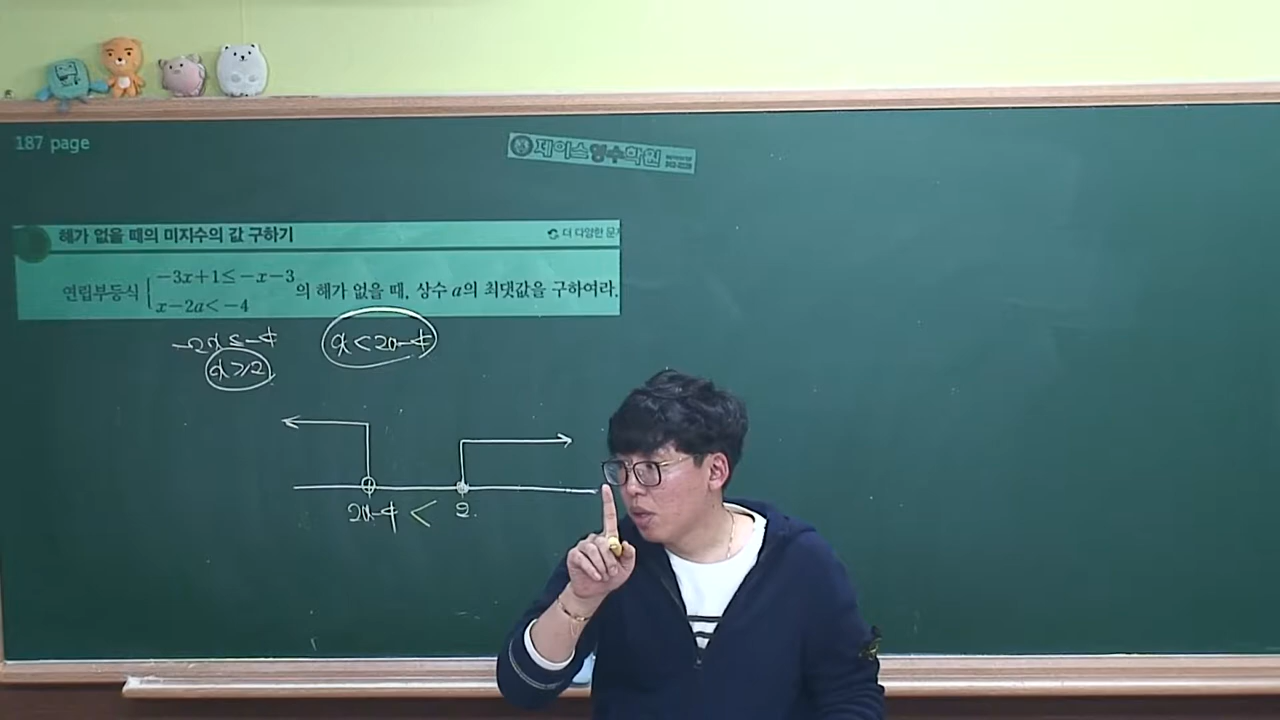 187 page
제이스영수학원
해가 없을 때의 미지수의 값 구하기
더 다양한 문
연립부등식 { -3x+1≤-x-3 x-2a<-4 의 해가 없을 때, 상수 a의 최댓값을 구하여라.
-2x≤-4
x<2a-4
x≥2
2a-4 < 2